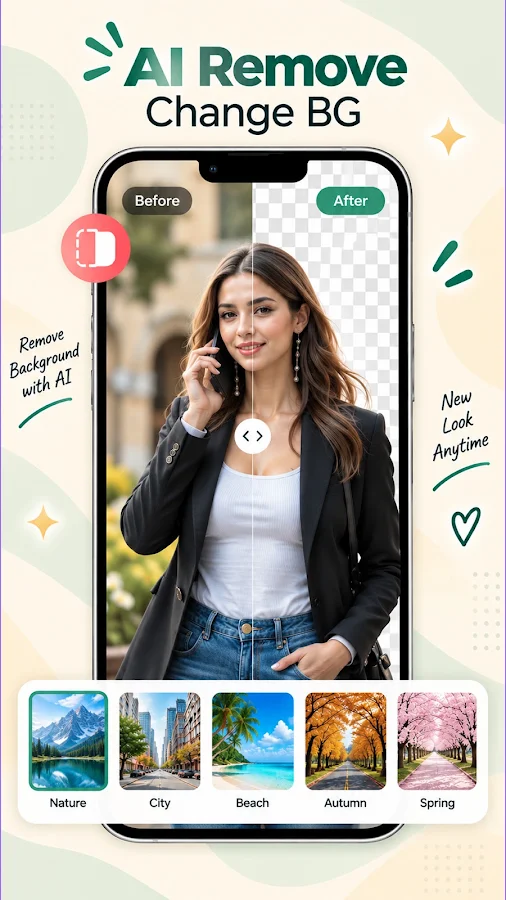 AI Remove
Change BG
Before
After
Remove
Background
with AI
New
Look
Anytime
Nature
City
Beach
Autumn
Spring